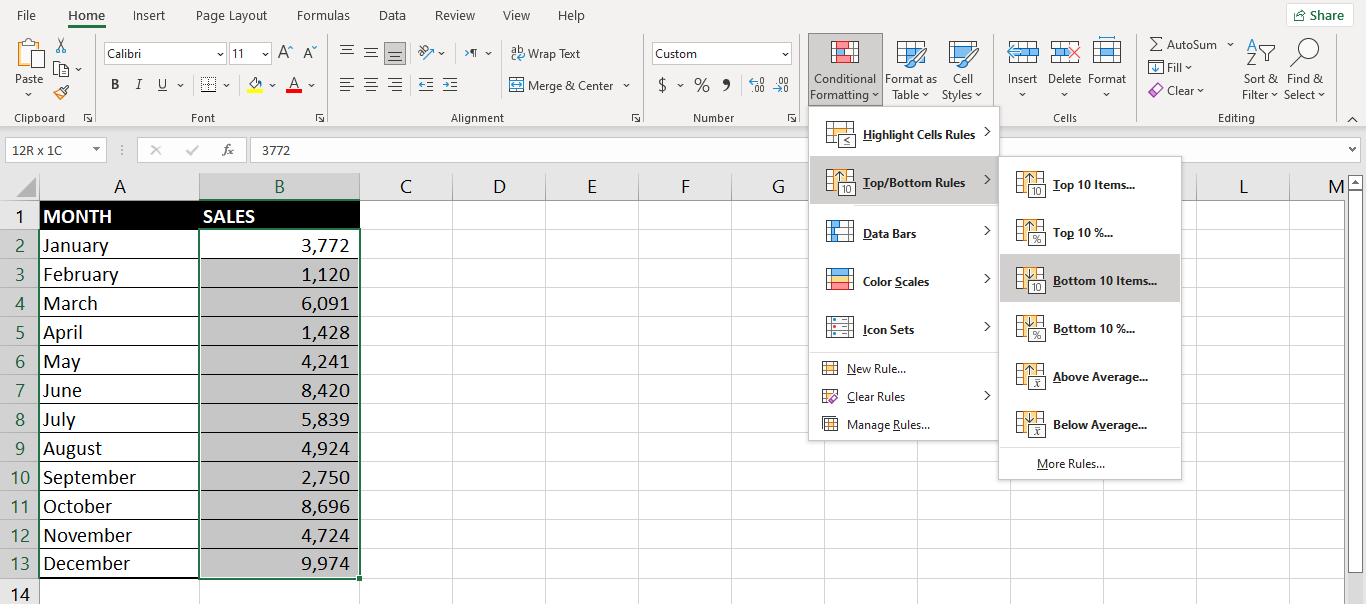 File Home Insert Page Layout Formulas Data Review View Help Share
Paste
Calibri 11
B I U A
ab Wrap Text
Merge & Center
Custom
$ % 9
Conditional Formatting
Format as Table
Cell Styles
Insert Delete Format
AutoSum
Fill
Clear
Sort & Filter
Find & Select
Clipboard Font Alignment Number Cells Editing
12R x 1C fx 3772
A B C D E F G L M
1 MONTH SALES
2 January 3,772
3 February 1,120
4 March 6,091
5 April 1,428
6 May 4,241
7 June 8,420
8 July 5,839
9 August 4,924
10 September 2,750
11 October 8,696
12 November 4,724
13 December 9,974
14
Highlight Cells Rules
Top/Bottom Rules
Data Bars
Color Scales
Icon Sets
New Rule...
Clear Rules
Manage Rules...
Top 10 Items...
Top 10 %...
Bottom 10 Items...
Bottom 10 %...
Above Average...
Below Average...
More Rules...